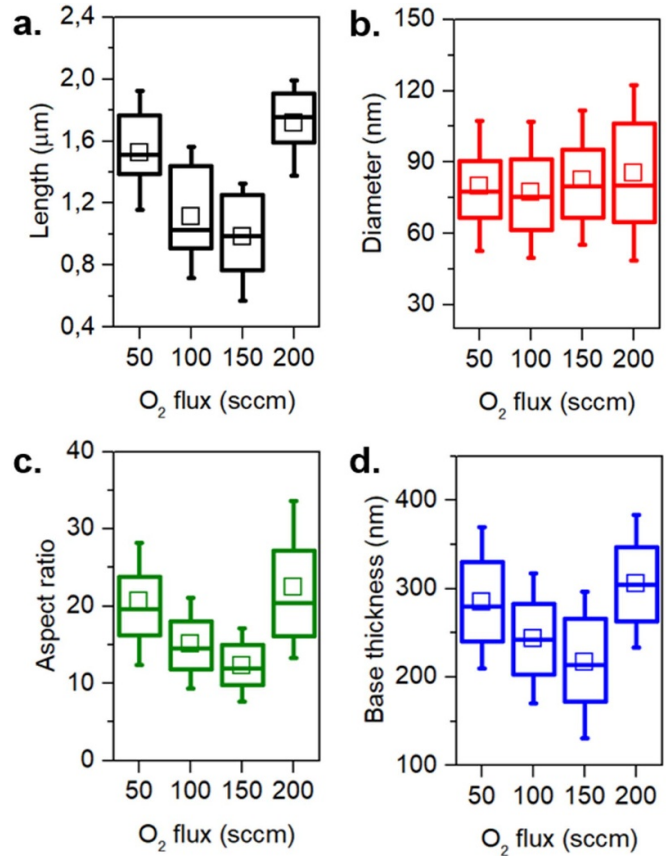 a.
2,4
2,0
1,6
1,2
0,8
0,4
Length (μm)
50 100 150 200
O₂ flux (sccm)
b.
150
120
90
60
30
Diameter (nm)
50 100 150 200
O₂ flux (sccm)
c.
40
30
20
10
0
Aspect ratio
50 100 150 200
O₂ flux (sccm)
d.
400
300
200
100
Base thickness (nm)
50 100 150 200
O₂ flux (sccm)